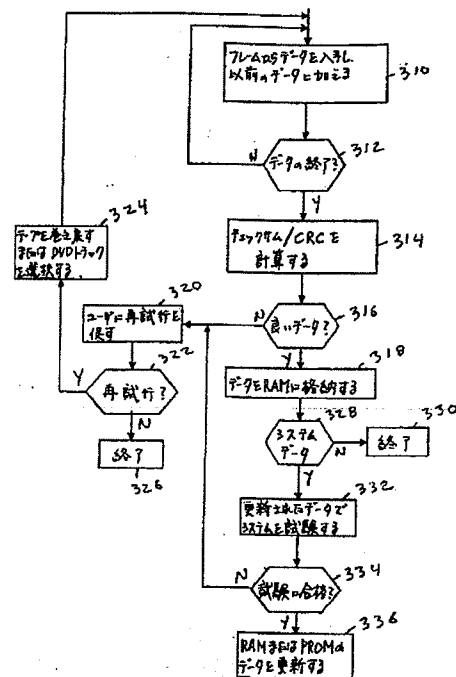 フレームからデータを入手し、
以前のデータに加える
310
データの終了?
312
N
Y
チェックサム/CRCを
計算する
314
テープを巻き戻す
またはDVDトラック
を選択する.
324
ユーザに再試行を
促す
320
良いデータ?
316
N
Y
データをRAMに格納する
318
再試行?
322
Y
N
終了
326
システム
データ
328
N
終了
330
Y
更新されたデータで
システムを試験する
332
試験に合格?
334
N
Y
RAMまたはPROMの
データを更新する
336